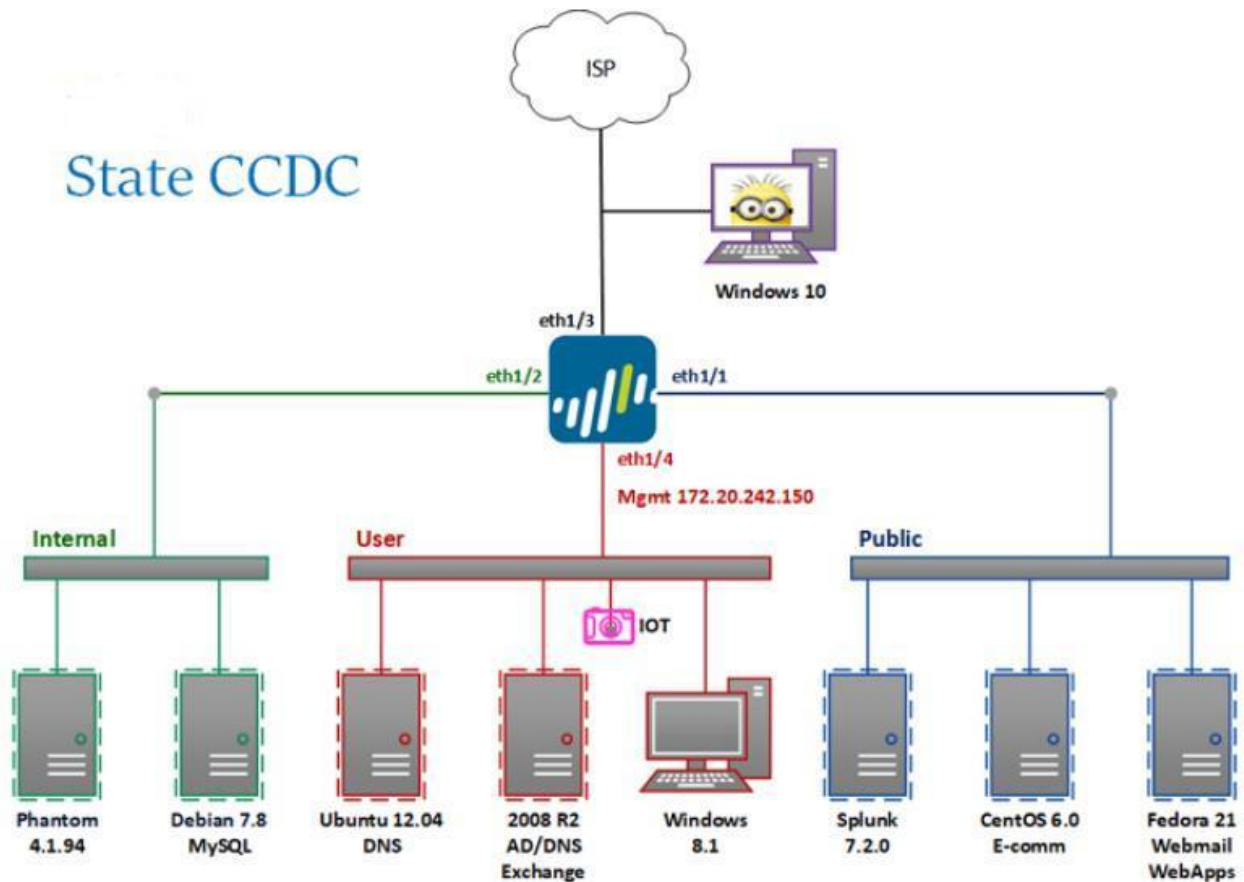 ISP
State CCDC
Windows 10
eth1/3
eth1/2
eth1/1
eth1/4
Mgmt 172.20.242.150
Internal
User
Public
IOT
Phantom
4.1.94
Debian 7.8
MySQL
Ubuntu 12.04
DNS
2008 R2
AD/DNS
Exchange
Windows
8.1
Splunk
7.2.0
CentOS 6.0
E-comm
Fedora 21
Webmail
WebApps